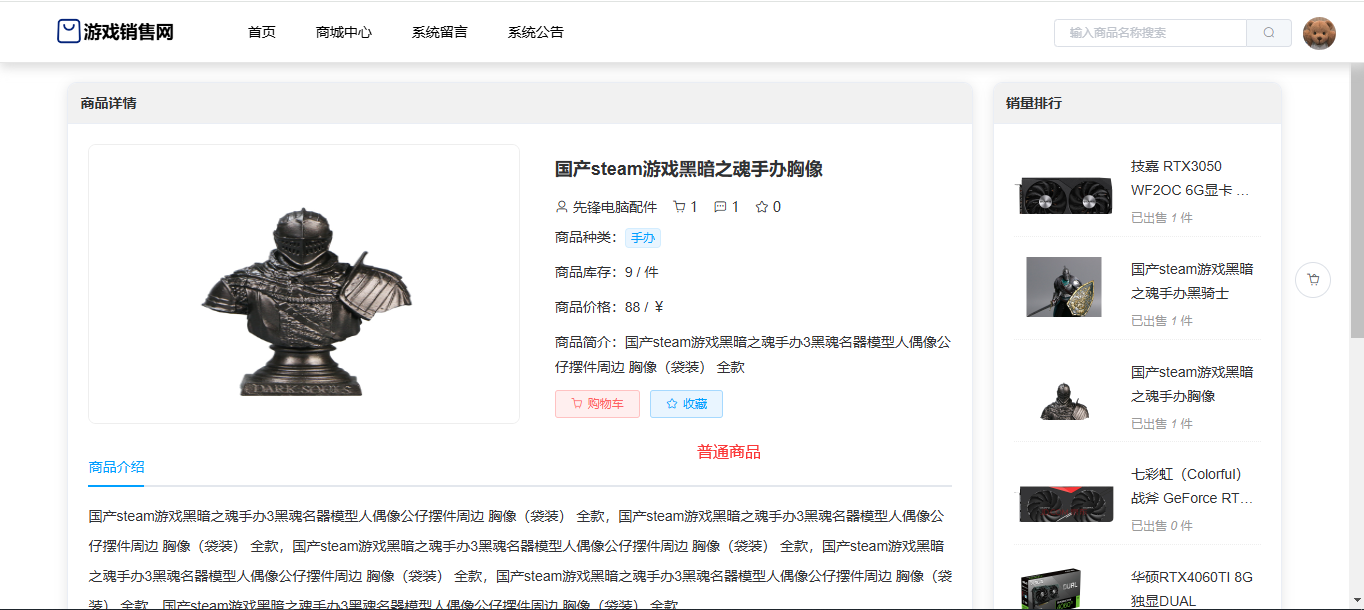 游戏销售网
首页
商城中心
系统留言
系统公告
输入商品名称搜索
商品详情
国产steam游戏黑暗之魂手办胸像
先锋电脑配件 1 1 0
商品种类： 手办
商品库存：9 / 件
商品价格：88 / ￥
商品简介：国产steam游戏黑暗之魂手办3黑魂名器模型人偶像公
仔摆件周边 胸像（袋装） 全款
购物车
收藏
DARK SOULS
普通商品
商品介绍
国产steam游戏黑暗之魂手办3黑魂名器模型人偶像公仔摆件周边 胸像（袋装） 全款，国产steam游戏黑暗之魂手办3黑魂名器模型人偶像公
仔摆件周边 胸像（袋装） 全款，国产steam游戏黑暗之魂手办3黑魂名器模型人偶像公仔摆件周边 胸像（袋装） 全款，国产steam游戏黑暗
之魂手办3黑魂名器模型人偶像公仔摆件周边 胸像（袋装） 全款，国产steam游戏黑暗之魂手办3黑魂名器模型人偶像公仔摆件周边 胸像（袋
装） 全款，国产steam游戏黑暗之魂手办3黑魂名器模型人偶像公仔摆件周边 胸像（袋装） 全款
销量排行
技嘉 RTX3050
WF2OC 6G显卡 ...
已出售 1 件
国产steam游戏黑暗
之魂手办黑骑士
已出售 1 件
国产steam游戏黑暗
之魂手办胸像
已出售 1 件
七彩虹（Colorful）
战斧 GeForce RT...
已出售 0 件
华硕RTX4060TI 8G
独显DUAL
DUAL